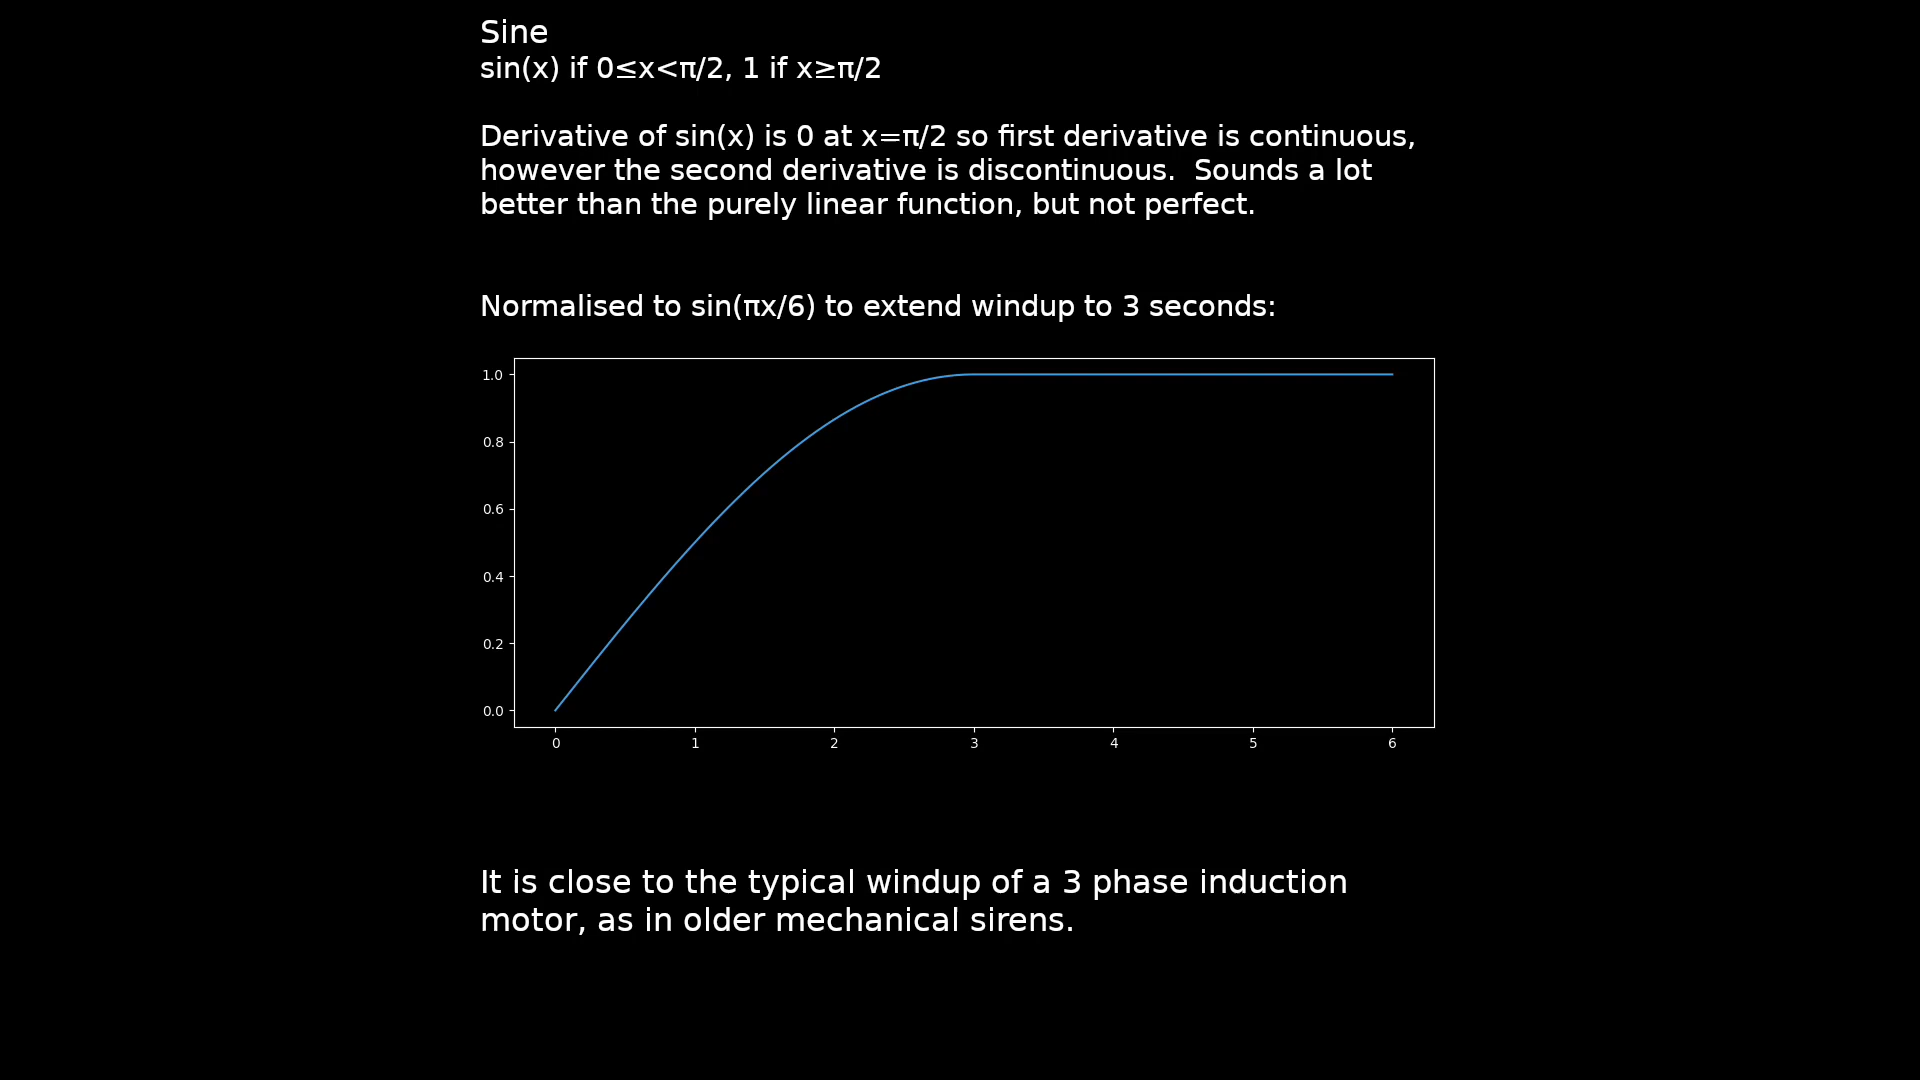 Sine
sin(x) if 0≤x<π/2, 1 if x≥π/2
Derivative of sin(x) is 0 at x=π/2 so first derivative is continuous,
however the second derivative is discontinuous.  Sounds a lot
better than the purely linear function, but not perfect.
Normalised to sin(πx/6) to extend windup to 3 seconds:
1.0
0.8
0.6
0.4
0.2
0.0
0 1 2 3 4 5 6
It is close to the typical windup of a 3 phase induction
motor, as in older mechanical sirens.